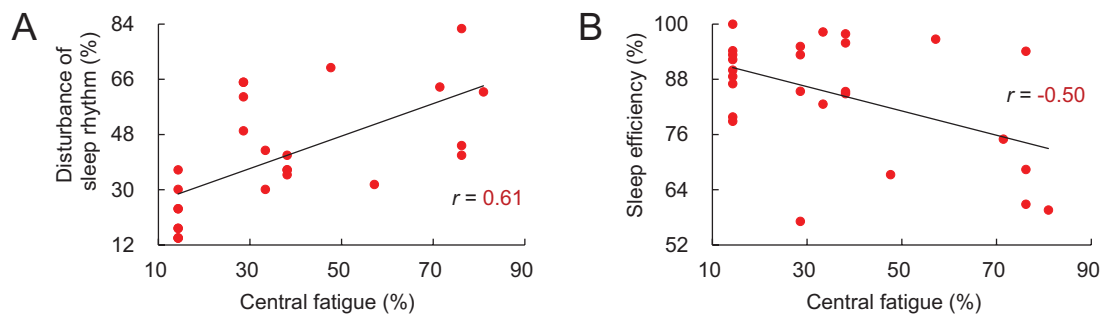 A
Disturbance of
sleep rhythm (%)
84
66
48
30
12
r = 0.61
10 30 50 70 90
Central fatigue (%)
B
Sleep efficiency (%)
100
88
76
64
52
r = -0.50
10 30 50 70 90
Central fatigue (%)